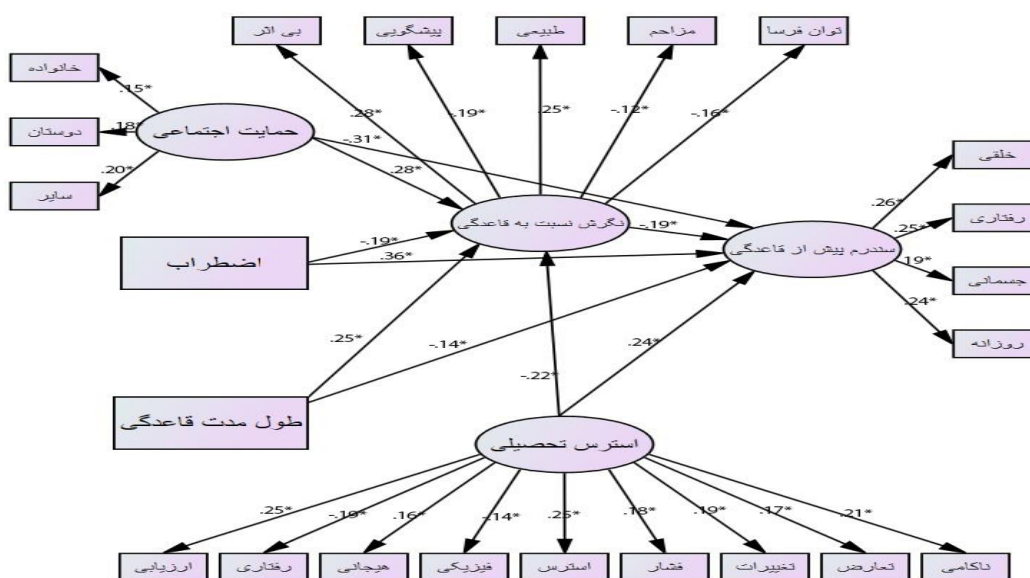 بی اثر
پیشگویی
طبیعی
مزاحم
توان فرسا
خانواده
دوستان
سایر
.15*
.18*
.20*
حمایت اجتماعی
.28*
-.19*
.25*
-.12*
-.16*
-.31*
.28*
نگرش نسبت به قاعدگی
-.19*
سندرم پیش از قاعدگی
خلقی
رفتاری
جسمانی
روزانه
.26*
.25*
.19*
.24*
اضطراب
-.19*
.36*
طول مدت قاعدگی
.25*
-.14*
-.22*
.24*
استرس تحصیلی
.25*
-.19*
.16*
-.14*
.25*
.18*
.19*
.17*
.21*
ارزیابی
رفتاری
هیجانی
فیزیکی
استرس
فشار
تغییرات
تعارض
ناکامی